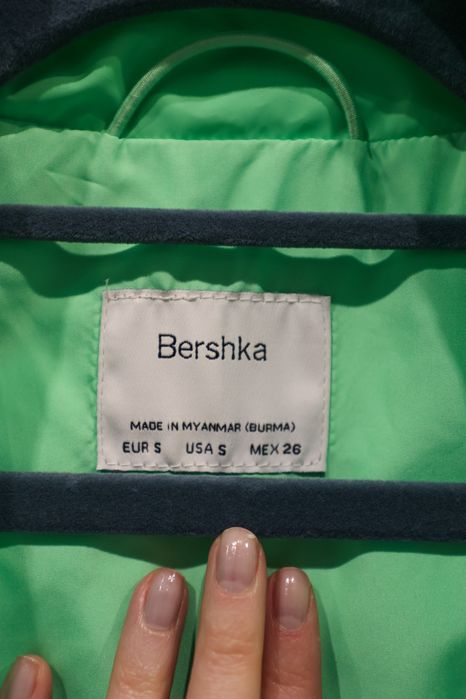 Bershka
MADE IN MYANMAR (BURMA)
EUR S USA S MEX 26